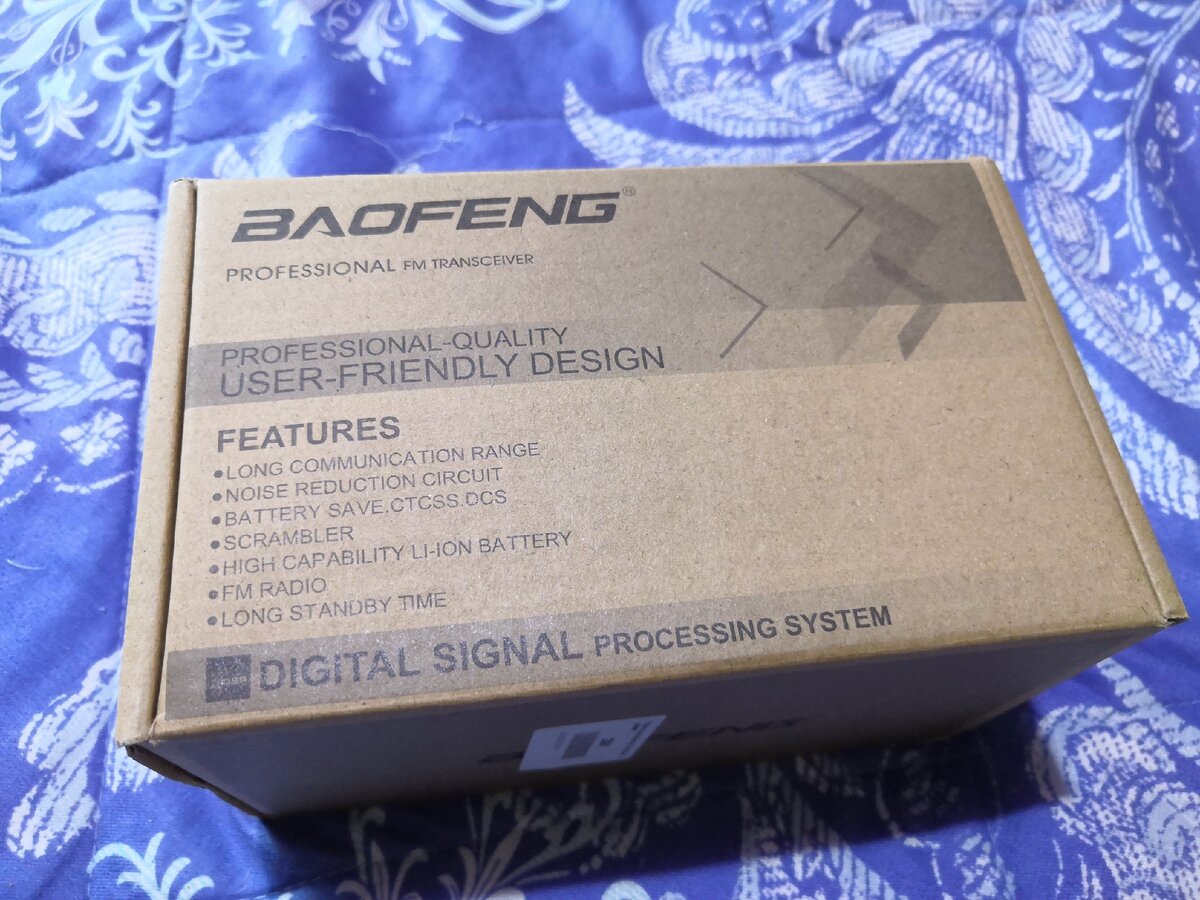 BAOFENG®
PROFESSIONAL FM TRANSCEIVER
PROFESSIONAL-QUALITY
USER-FRIENDLY DESIGN
FEATURES
•LONG COMMUNICATION RANGE
•NOISE REDUCTION CIRCUIT
•BATTERY SAVE.CTCSS.DCS
•SCRAMBLER
•HIGH CAPABILITY LI-ION BATTERY
•FM RADIO
•LONG STANDBY TIME
DIGITAL SIGNAL PROCESSING SYSTEM
BAOFENG